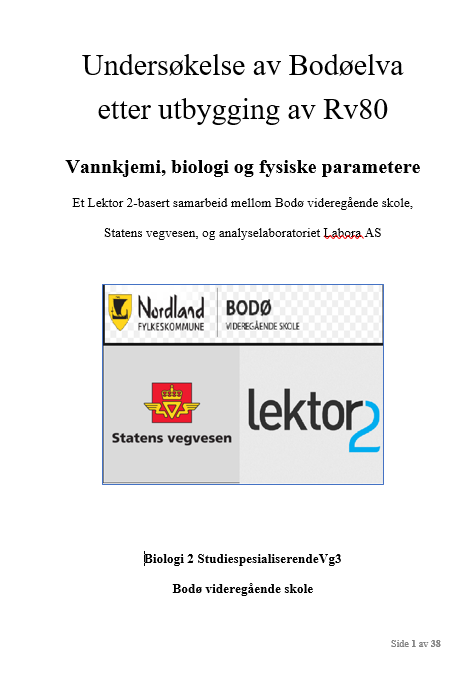 Undersøkelse av Bodøelva
etter utbygging av Rv80
Vannkjemi, biologi og fysiske parametere
Et Lektor 2-basert samarbeid mellom Bodø videregående skole,
Statens vegvesen, og analyselaboratoriet Labora AS
Nordland
FYLKESKOMMUNE
BODØ
VIDEREGÅENDE SKOLE
Statens vegvesen
lektor2
Biologi 2 StudiespesialiserendeVg3
Bodø videregående skole
Side 1 av 38